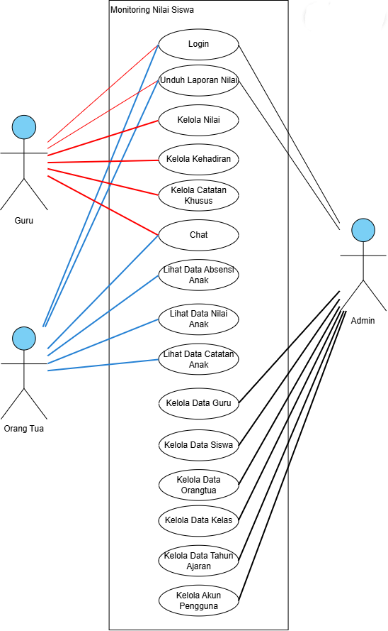 Monitoring Nilai Siswa
Login
Unduh Laporan Nilai
Kelola Nilai
Kelola Kehadiran
Kelola Catatan
Khusus
Chat
Lihat Data Absensi
Anak
Lihat Data Nilai
Anak
Lihat Data Catatan
Anak
Kelola Data Guru
Kelola Data Siswa
Kelola Data
Orangtua
Kelola Data Kelas
Kelola Data Tahun
Ajaran
Kelola Akun
Pengguna
Guru
Orang Tua
Admin